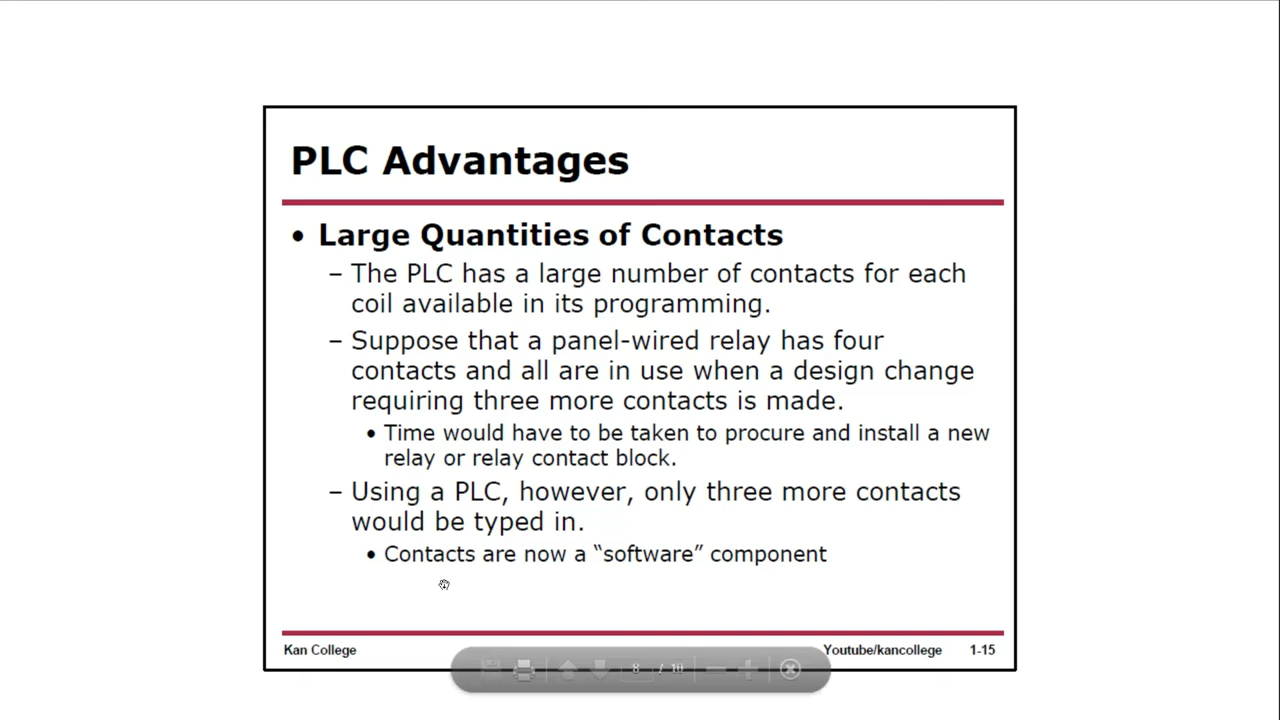 PLC Advantages
• Large Quantities of Contacts
– The PLC has a large number of contacts for each
coil available in its programming.
– Suppose that a panel-wired relay has four
contacts and all are in use when a design change
requiring three more contacts is made.
• Time would have to be taken to procure and install a new
relay or relay contact block.
– Using a PLC, however, only three more contacts
would be typed in.
• Contacts are now a “software” component
Kan College
Youtube/kancollege
1-15
8 / 10